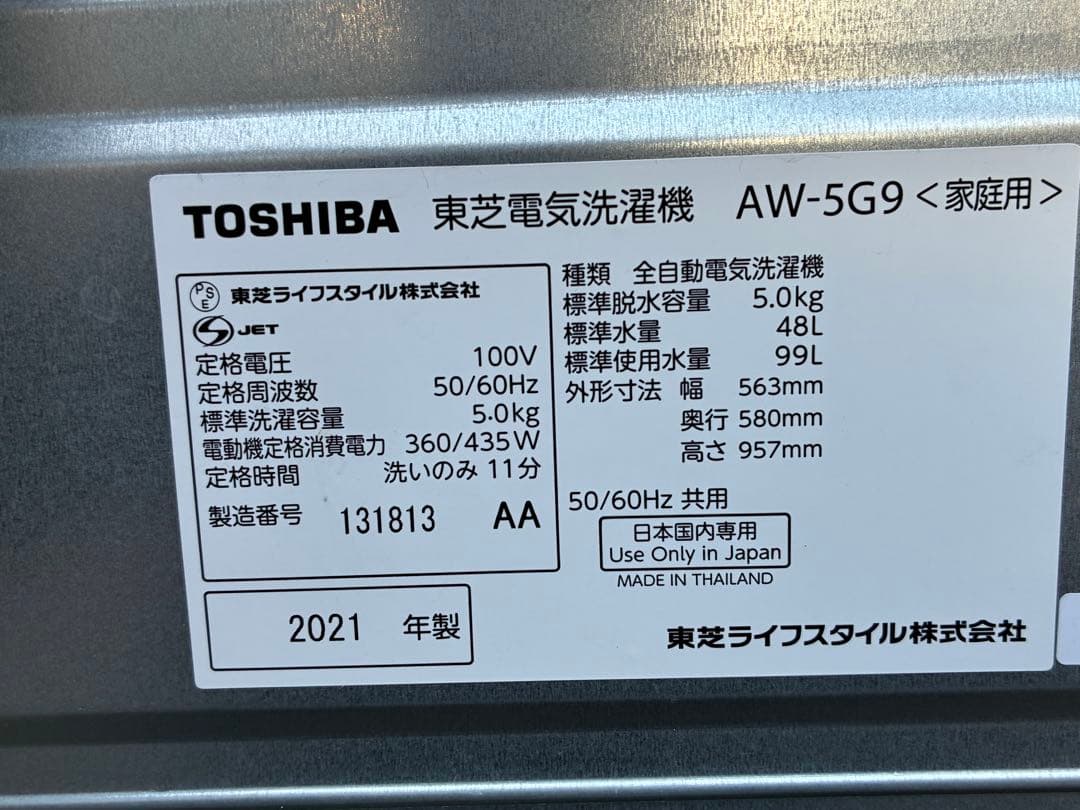 TOSHIBA 東芝電気洗濯機 AW-5G9<家庭用>
PSE 東芝ライフスタイル株式会社
S JET
定格電圧 100V
定格周波数 50/60Hz
標準洗濯容量 5.0kg
電動機定格消費電力 360/435W
定格時間 洗いのみ 11分
製造番号 131813 AA
2021 年製
種類 全自動電気洗濯機
標準脱水容量 5.0kg
標準水量 48L
標準使用水量 99L
外形寸法 幅 563mm
奥行 580mm
高さ 957mm
50/60Hz 共用
日本国内専用
Use Only in Japan
MADE IN THAILAND
東芝ライフスタイル株式会社